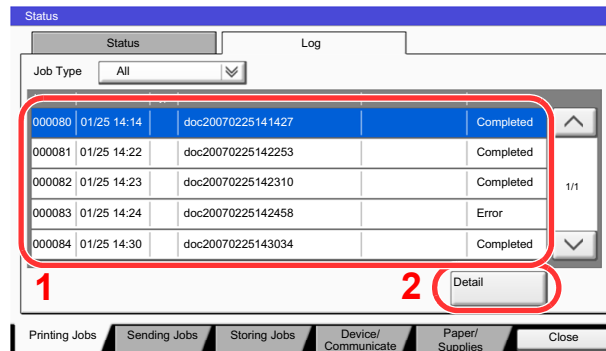 Status
Status Log
Job Type All
000080 01/25 14:14 doc20070225141427 Completed
000081 01/25 14:22 doc20070225142253 Completed
000082 01/25 14:23 doc20070225142310 Completed
1/1
000083 01/25 14:24 doc20070225142458 Error
000084 01/25 14:30 doc20070225143034 Completed
1 2 Detail
Printing Jobs Sending Jobs Storing Jobs Device/
Communicate Paper/
Supplies Close